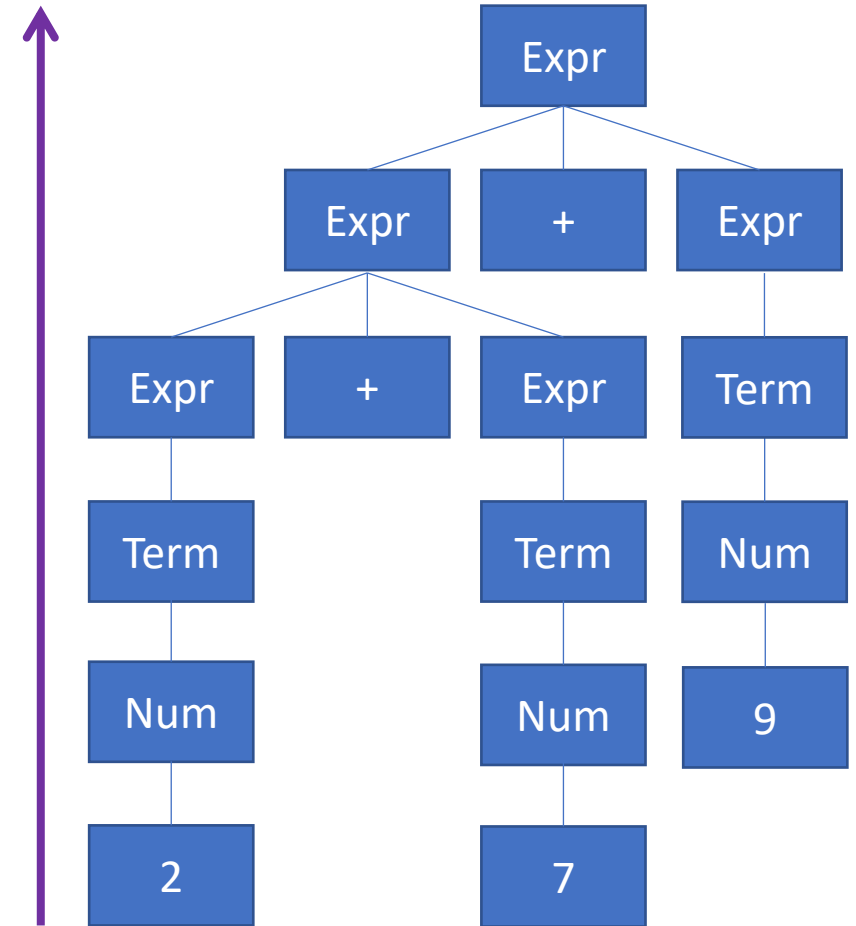 Expr
Expr + Expr
Expr + Expr Term
Term Term Num
Num Num 9
2 7